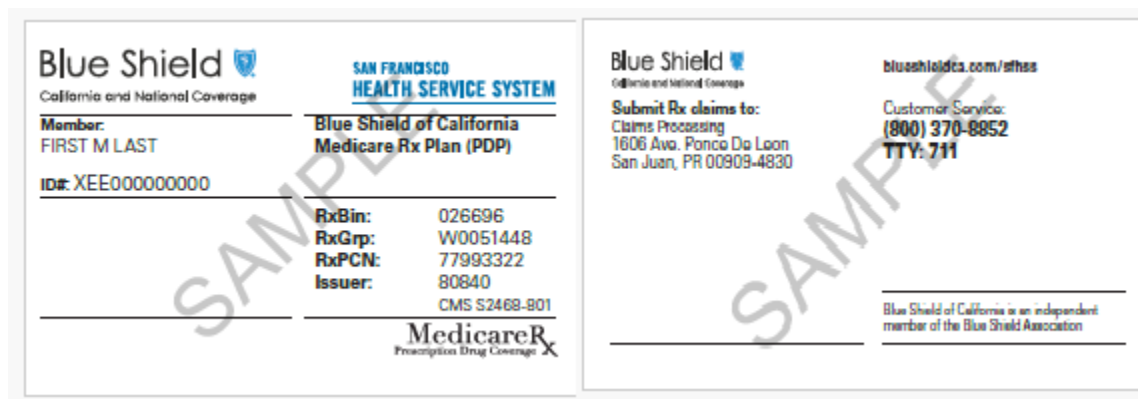 Blue Shield
California and National Coverage
SAN FRANCISCO
HEALTH SERVICE SYSTEM
Member:
FIRST M LAST
ID#: XEE000000000
Blue Shield of California
Medicare Rx Plan (PDP)
RxBin: 026696
RxGrp: W0051448
RxPCN: 77993322
Issuer: 80840
CMS S2468-801
MedicareRx
Prescription Drug Coverage
SAMPLE
Blue Shield
California and National Coverage
Submit Rx claims to:
Claims Processing
1606 Ave. Ponce De Leon
San Juan, PR 00909-4830
blueshieldca.com/sfhss
Customer Service:
(800) 370-8852
TTY: 711
Blue Shield of California is an independent
member of the Blue Shield Association
SAMPLE